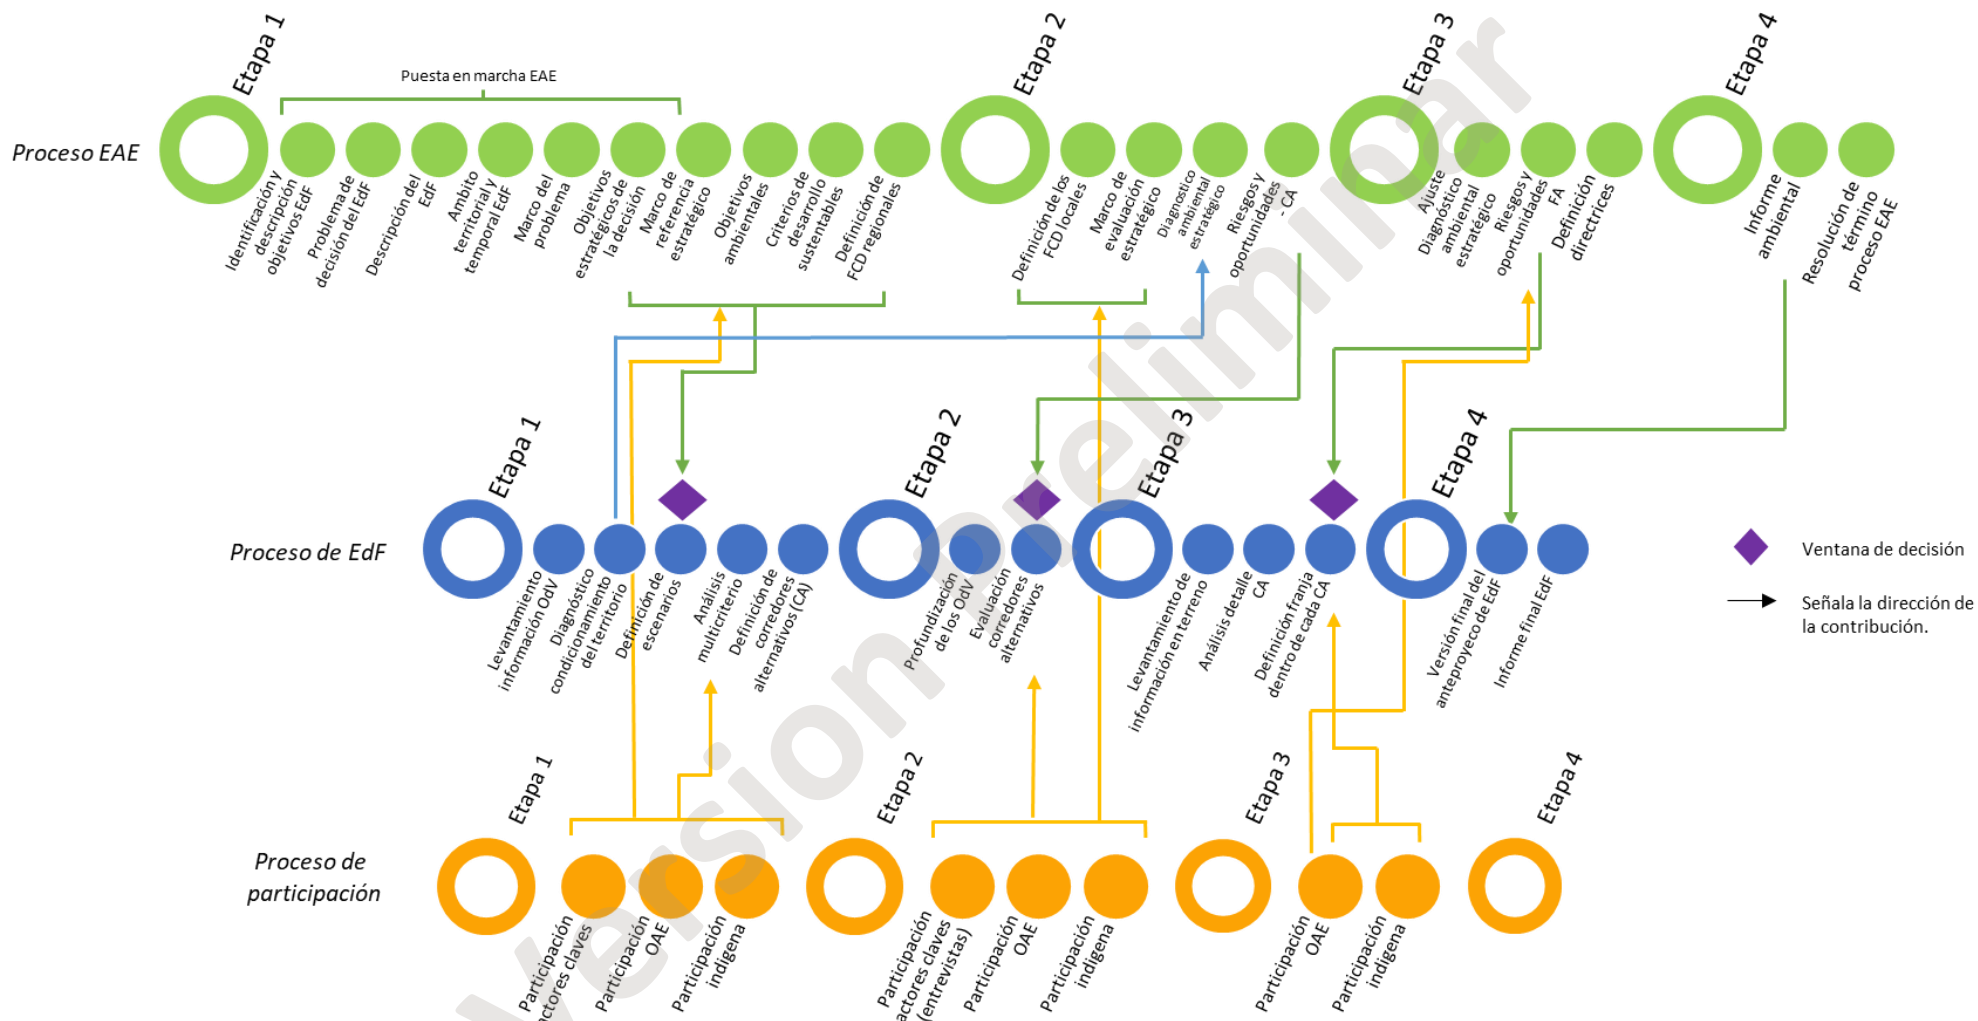 Etapa 1
Etapa 2
Etapa 3
Etapa 4
Puesta en marcha EAE
Proceso EAE
Identificación y
descripción
objetivos EdF
Problema de
decisión del EdF
Descripción del
EdF
Ambito
territorial y
temporal EdF
Marco del
problema
Objetivos
estratégicos de
la decisión
Marco de
referencia
estratégico
Objetivos
ambientales
Criterios de
desarrollo
sustentables
Definición de
FCD regionales
Definición de los
FCD locales
Marco de
evaluación
estratégico
Diagnostico
ambiental
estratégico
Riesgos y
oportunidades
- CA
Ajuste
Diagnóstico
ambiental
estratégico
Riesgos y
oportunidades
FA
Definición
directrices
Informe
ambiental
Resolución de
término
proceso EAE
Etapa 1
Etapa 2
Etapa 3
Etapa 4
Proceso de EdF
Levantamiento
información OdV
Diagnóstico
condicionamiento
del territorio
Definición de
escenarios
Análisis
multicriterio
Definición de
corredores
alternativos (CA)
Profundización
de los OdV
Evaluación
corredores
alternativos
Levantamiento de
información en terreno
Análisis detalle
CA
Definición franja
dentro de cada CA
Versión final del
anteproyeco de EdF
Informe final EdF
Ventana de decisión
Señala la dirección de
la contribución.
Etapa 1
Etapa 2
Etapa 3
Etapa 4
Proceso de
participación
Participación
actores claves
Participación
OAE
Participación
indigena
Participación
actores claves
(entrevistas)
Participación
OAE
Participación
indigena
Participación
OAE
Participación
indigena
Version Preliminar